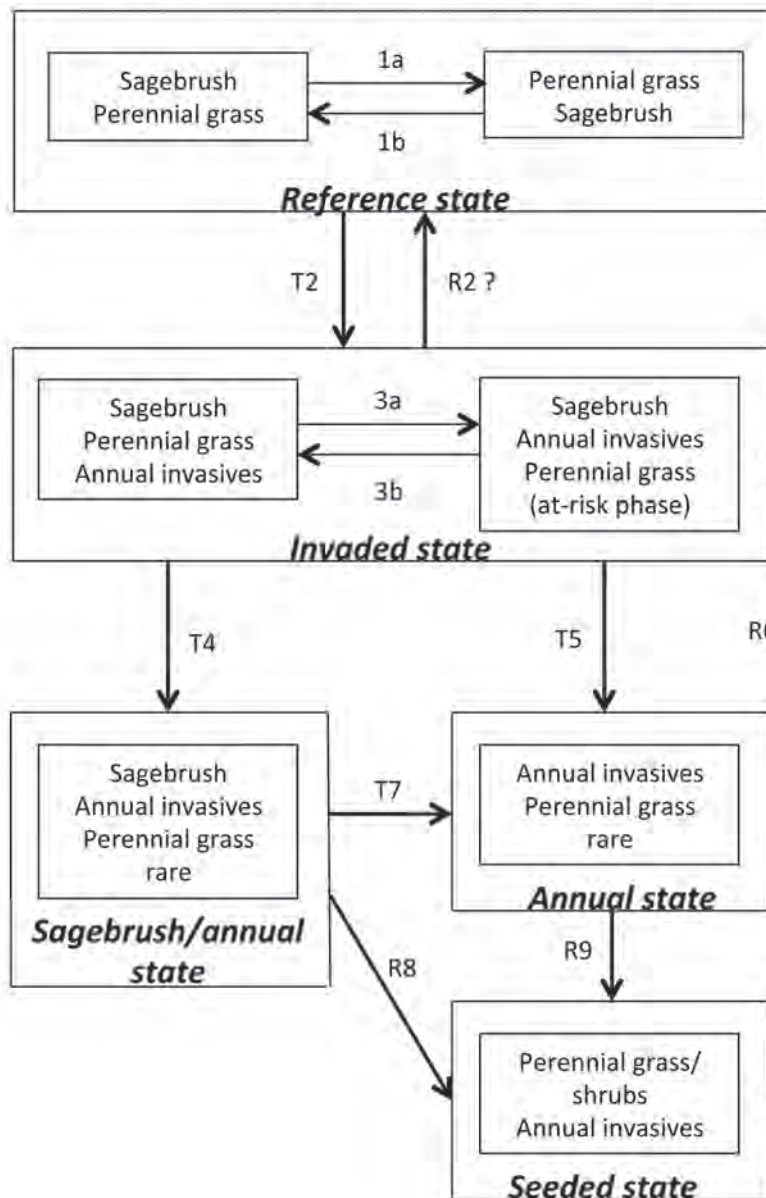 Sagebrush
Perennial grass
1a
1b
Perennial grass
Sagebrush
Reference state
T2
R2 ?
Sagebrush
Perennial grass
Annual invasives
3a
3b
Sagebrush
Annual invasives
Perennial grass
(at-risk phase)
Invaded state
T4
T5
Sagebrush
Annual invasives
Perennial grass
rare
Sagebrush/annual
state
T7
Annual invasives
Perennial grass
rare
Annual state
R8
R9
Perennial grass/
shrubs
Annual invasives
Seeded state